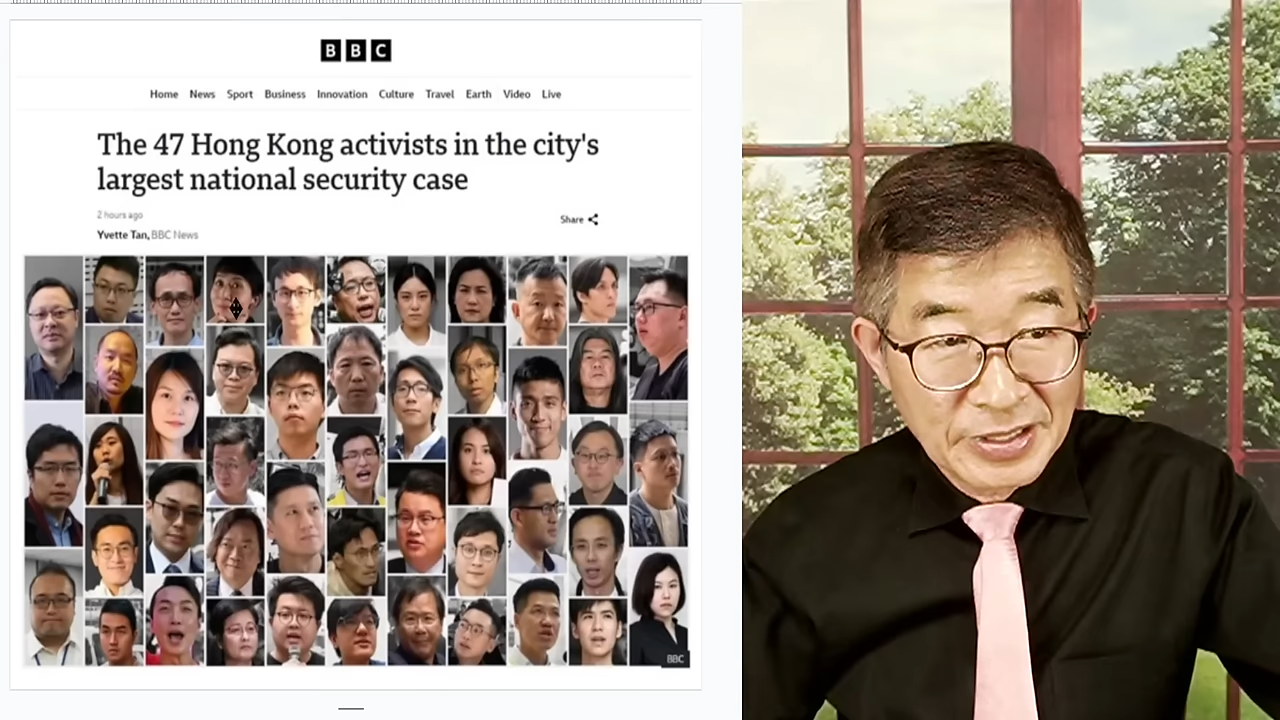 BBC
Home News Sport Business Innovation Culture Travel Earth Video Live
The 47 Hong Kong activists in the city's
largest national security case
2 hours ago
Share
Yvette Tan, BBC News
BBC